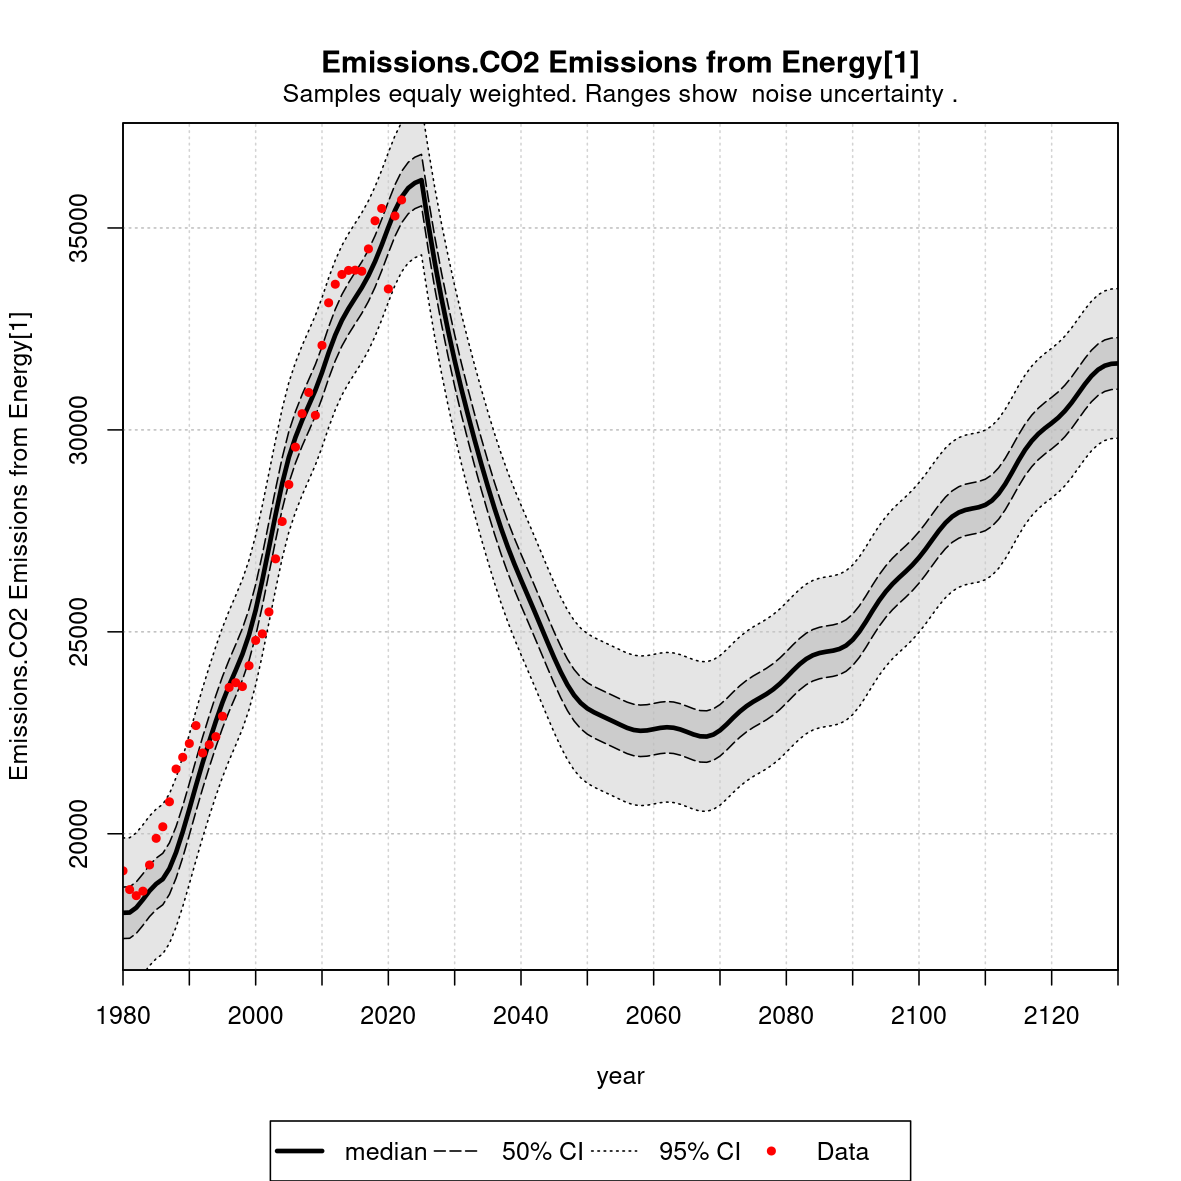 Emissions.CO2 Emissions from Energy[1]
Samples equaly weighted. Ranges show  noise uncertainty .
Emissions.CO2 Emissions from Energy[1]
35000
30000
25000
20000
1980 2000 2020 2040 2060 2080 2100 2120
year
median 50% CI 95% CI Data